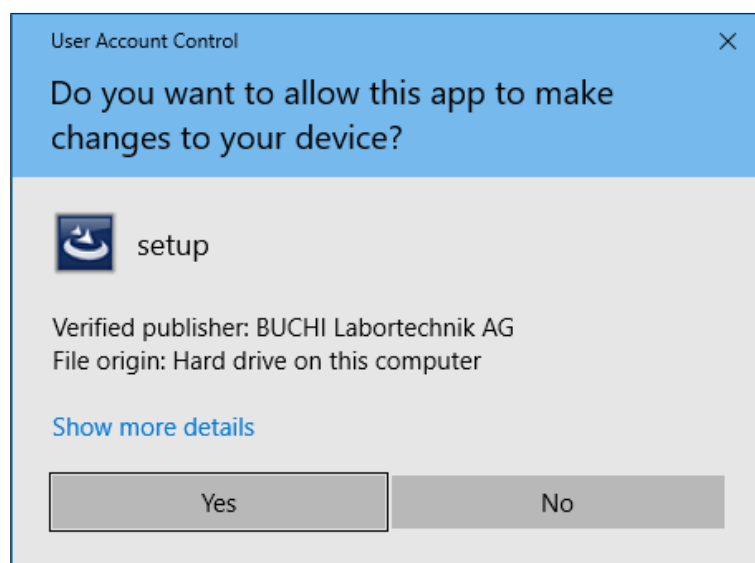 User Account Control
Do you want to allow this app to make
changes to your device?
setup
Verified publisher: BUCHI Labortechnik AG
File origin: Hard drive on this computer
Show more details
Yes
No